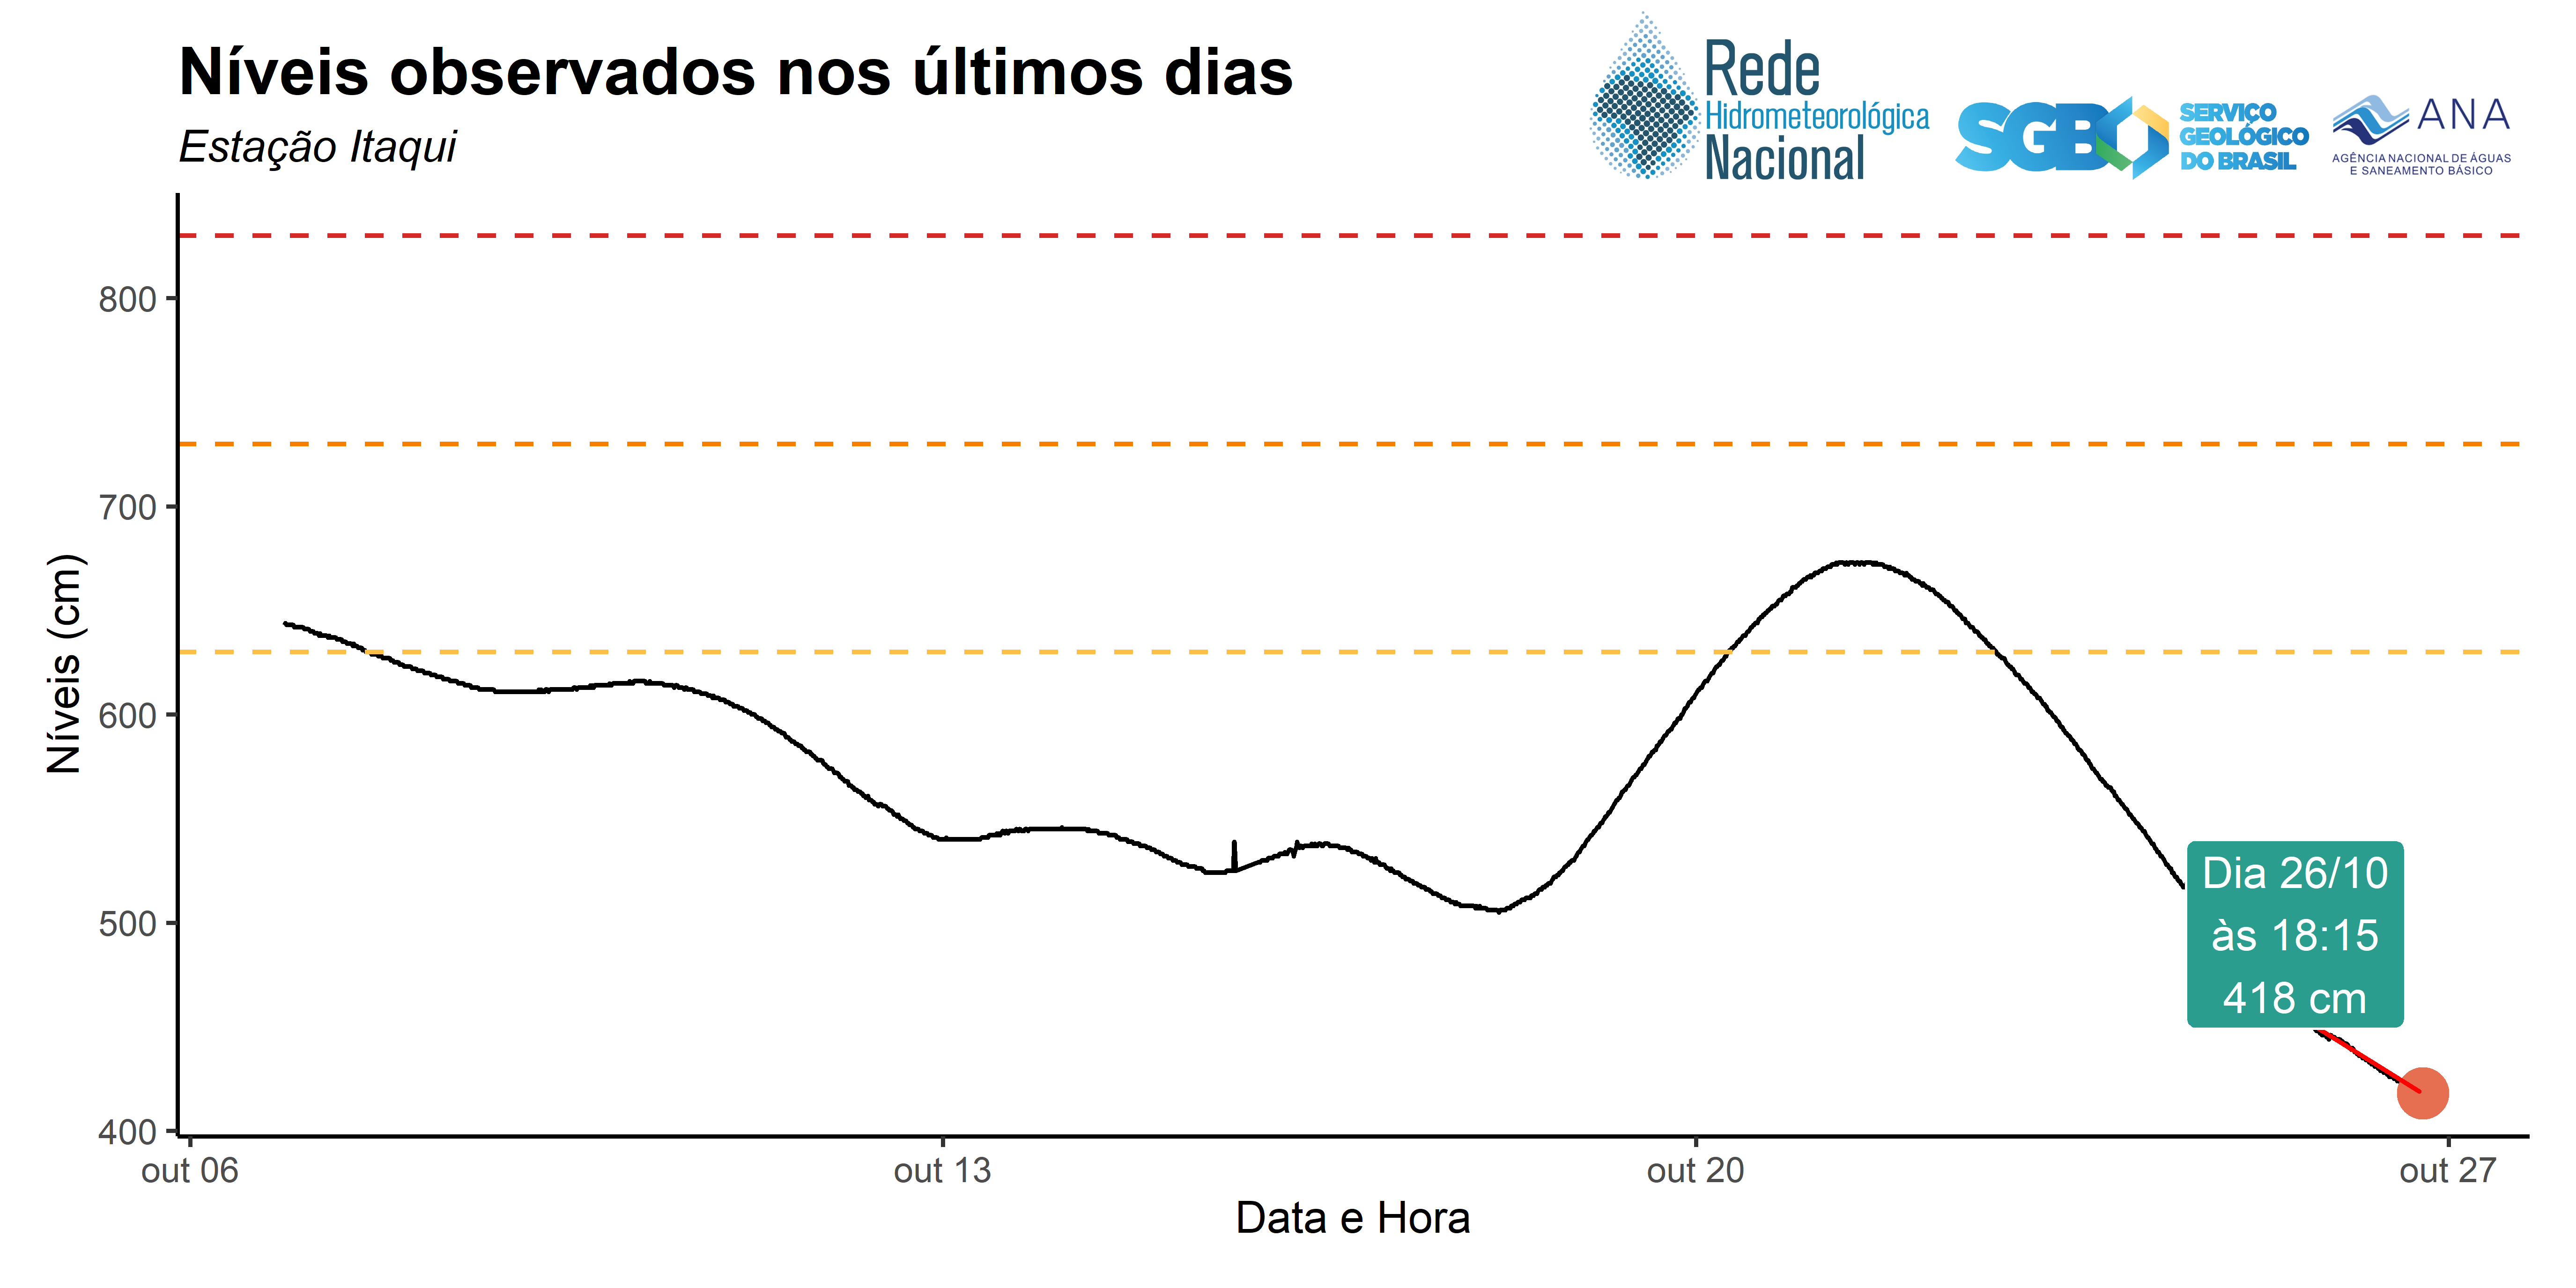 Níveis observados nos últimos dias
Estação Itaqui
Rede
Hidrometeorológica
Nacional
SGB
SERVIÇO
GEOLÓGICO
DO BRASIL
ANA
AGÊNCIA NACIONAL DE ÁGUAS
E SANEAMENTO BÁSICO
Níveis (cm)
800
700
600
500
400
Dia 26/10
às 18:15
418 cm
out 06
out 13
out 20
out 27
Data e Hora